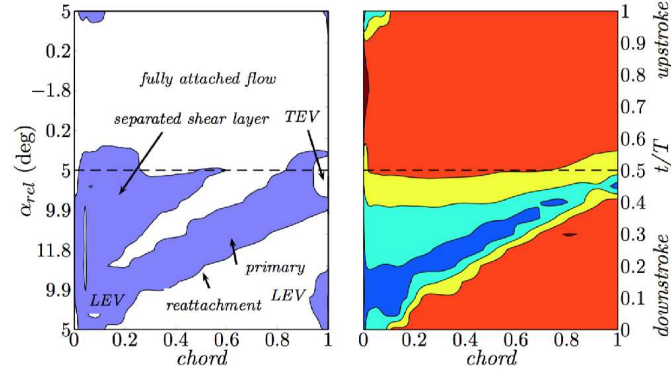 0.2
fully attached flow
−1.8
separated shear layer
TEV
0.2
5
9.9
11.8
primary
9.9
LEV
reattachment
LEV
5
α_rel (deg)
0 0.2 0.4 0.6 0.8 1
chord
0 0.2 0.4 0.6 0.8 1
chord
1
0.9
0.8
0.7
0.6
0.5
0.4
0.3
0.2
0.1
0
upstroke
t/T
downstroke